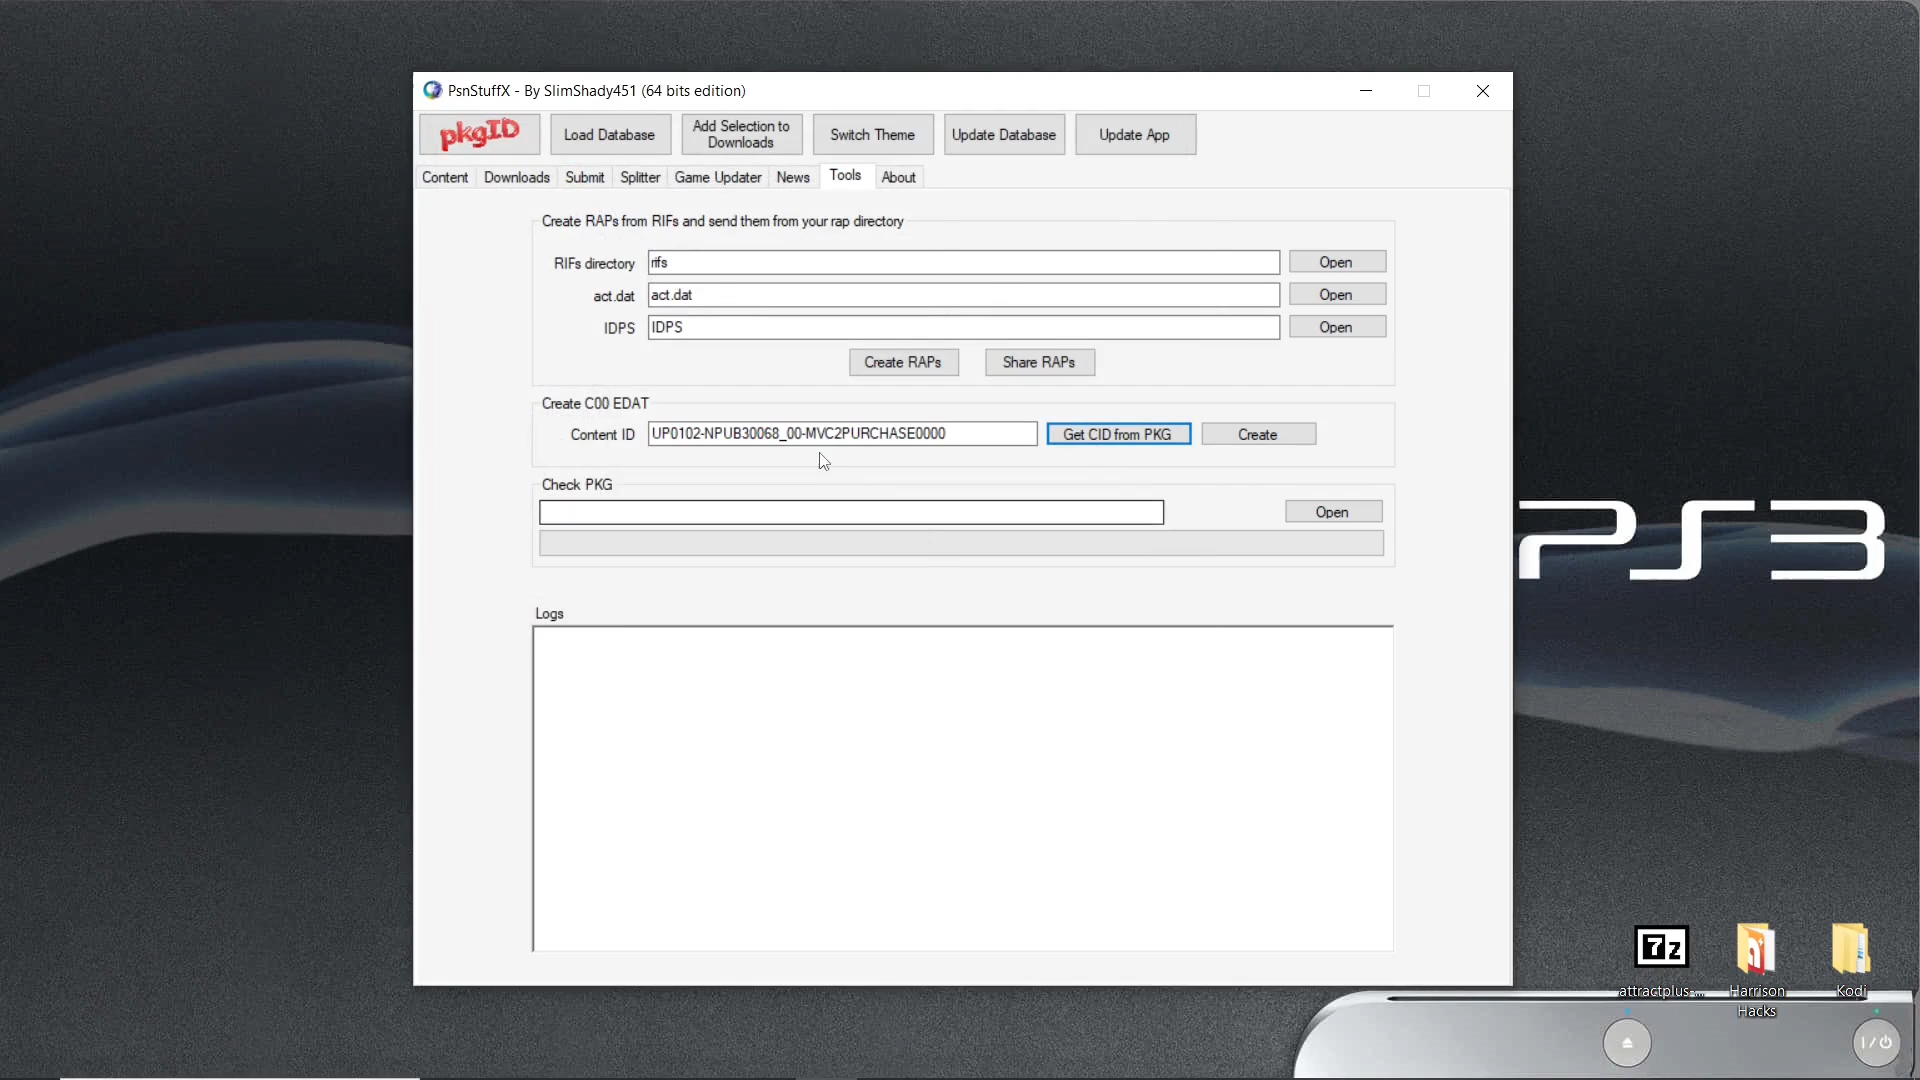 PsnStuffX - By SlimShady451 (64 bits edition)
pkgID
Load Database
Add Selection to
Downloads
Switch Theme
Update Database
Update App
Content
Downloads
Submit
Splitter
Game Updater
News
Tools
About
Create RAPs from RIFs and send them from your rap directory
RIFs directory
rifs
Open
act.dat
act.dat
Open
IDPS
IDPS
Open
Create RAPs
Share RAPs
Create C00 EDAT
Content ID
UP0102-NPUB30068_00-MVC2PURCHASE0000
Get CID from PKG
Create
Check PKG
Open
PS3
Logs
7z
attractplus-...
Harrison
Hacks
Kodi